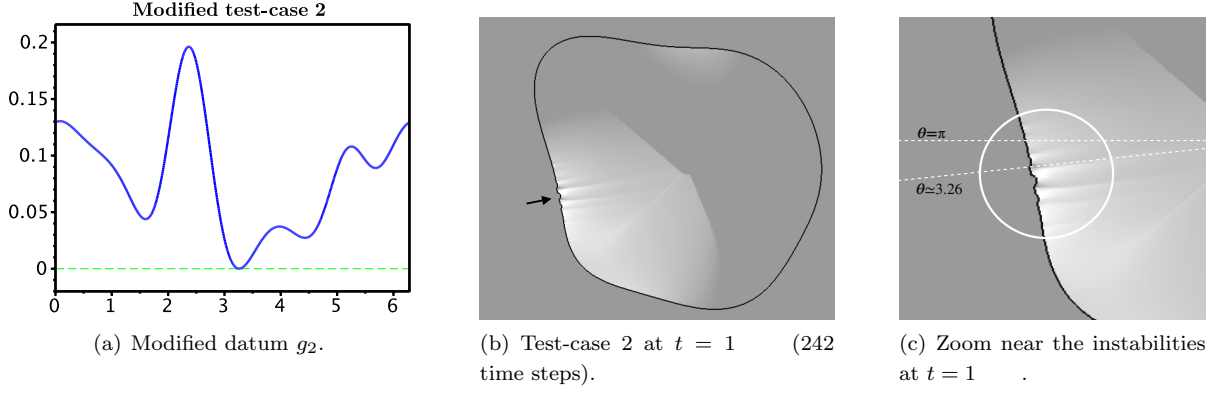 Modified test-case 2
0.2
0.15
0.1
0.05
0
0 1 2 3 4 5 6
(a) Modified datum g₂.
(b) Test-case 2 at t = 1 (242
time steps).
θ=π
θ≃3.26
(c) Zoom near the instabilities
at t = 1 .